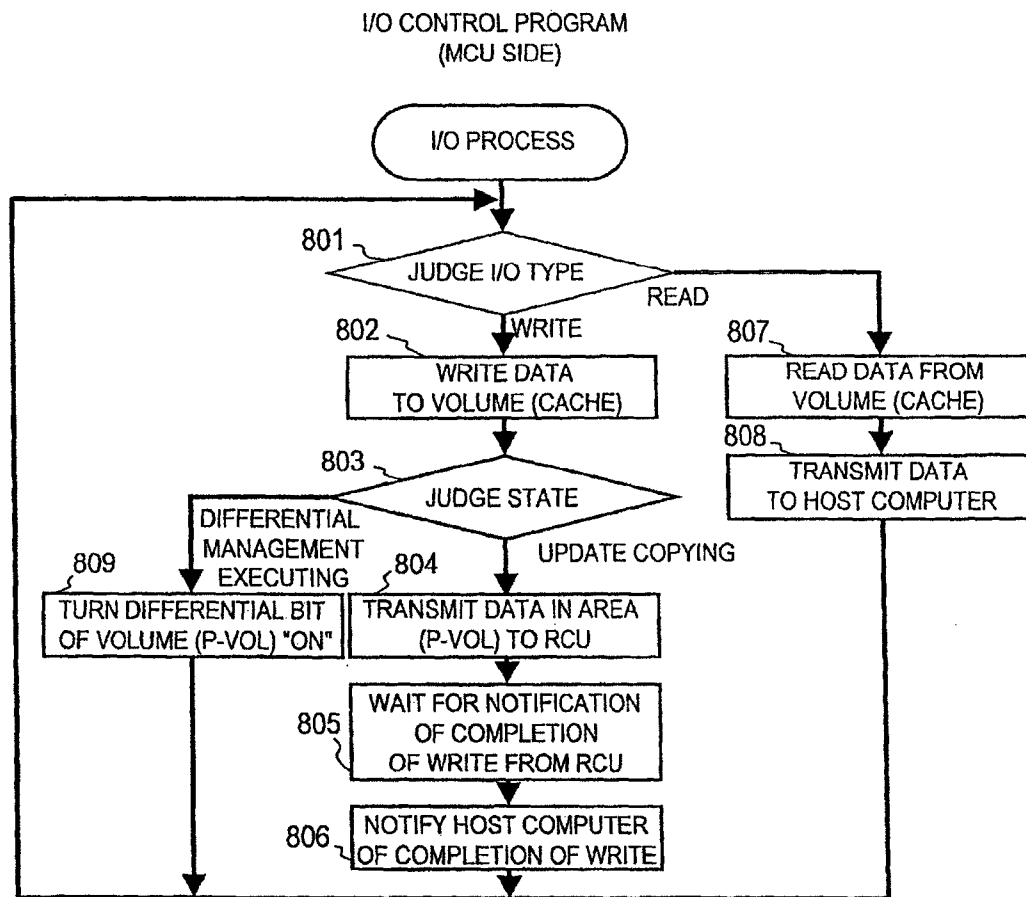 I/O CONTROL PROGRAM
(MCU SIDE)
I/O PROCESS
801
JUDGE I/O TYPE
READ
WRITE
802
WRITE DATA
TO VOLUME (CACHE)
807
READ DATA FROM
VOLUME (CACHE)
808
TRANSMIT DATA
TO HOST COMPUTER
803
JUDGE STATE
DIFFERENTIAL
MANAGEMENT
EXECUTING
UPDATE COPYING
809
TURN DIFFERENTIAL BIT
OF VOLUME (P-VOL) "ON"
804
TRANSMIT DATA IN AREA
(P-VOL) TO RCU
805
WAIT FOR NOTIFICATION
OF COMPLETION
OF WRITE FROM RCU
806
NOTIFY HOST COMPUTER
OF COMPLETION OF WRITE